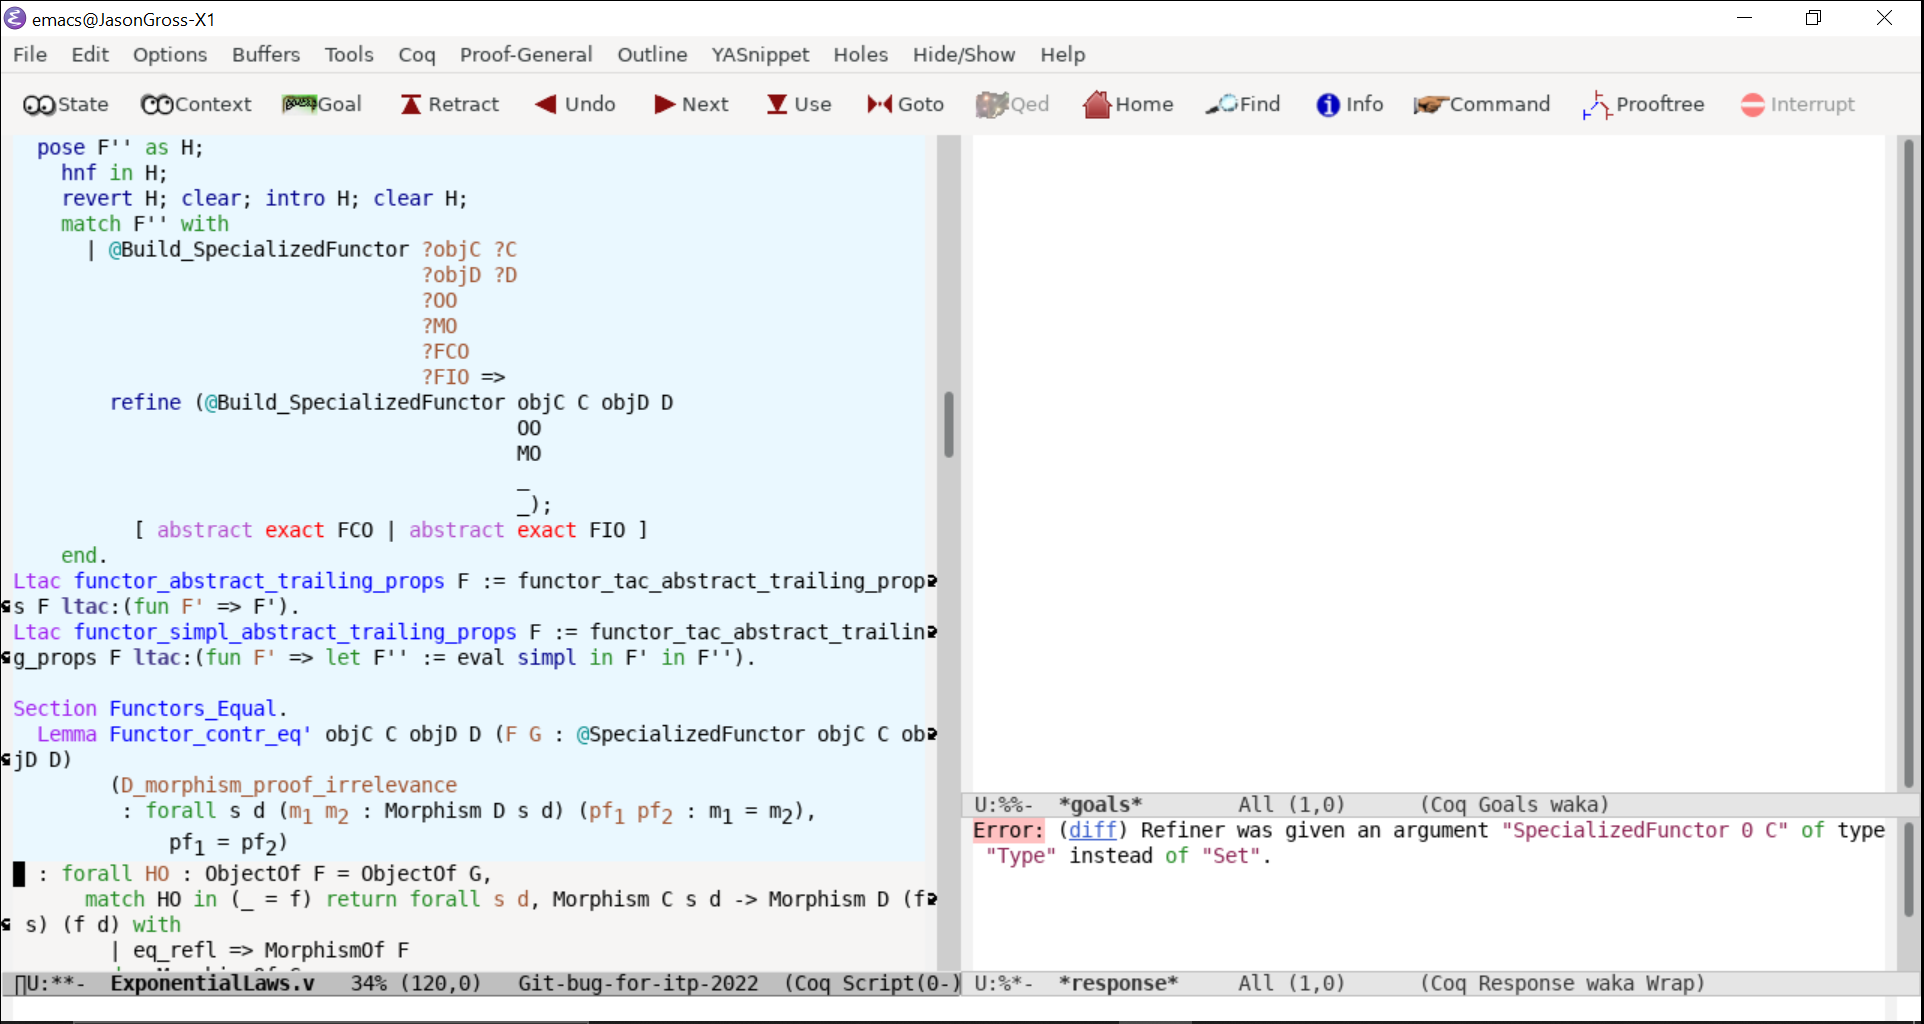 emacs@JasonGross-X1
File Edit Options Buffers Tools Coq Proof-General Outline YASnippet Holes Hide/Show Help
State Context Goal Retract Undo Next Use Goto Qed Home Find Info Command Prooftree Interrupt
pose F'' as H;
hnf in H;
revert H; clear; intro H; clear H;
match F'' with
| @Build_SpecializedFunctor ?objC ?C
?objD ?D
?OO
?MO
?FCO
?FIO =>
refine (@Build_SpecializedFunctor objC C objD D
OO
MO
_
_);
[ abstract exact FCO | abstract exact FIO ]
end.
Ltac functor_abstract_trailing_props F := functor_tac_abstract_trailing_prop
s F ltac:(fun F' => F').
Ltac functor_simpl_abstract_trailing_props F := functor_tac_abstract_trailin
g_props F ltac:(fun F' => let F'' := eval simpl in F' in F'').
Section Functors_Equal.
Lemma Functor_contr_eq' objC C objD D (F G : @SpecializedFunctor objC C ob
jD D)
(D_morphism_proof_irrelevance
: forall s d (m₁ m₂ : Morphism D s d) (pf₁ pf₂ : m₁ = m₂),
pf₁ = pf₂)
: forall HO : ObjectOf F = ObjectOf G,
match HO in (_ = f) return forall s d, Morphism C s d -> Morphism D (f
s) (f d) with
| eq_refl => MorphismOf F
U:**- ExponentialLaws.v 34% (120,0) Git-bug-for-itp-2022 (Coq Script(0-)
U:%%- *goals* All (1,0) (Coq Goals waka)
Error: (diff) Refiner was given an argument "SpecializedFunctor 0 C" of type
"Type" instead of "Set".
U:%*- *response* All (1,0) (Coq Response waka Wrap)